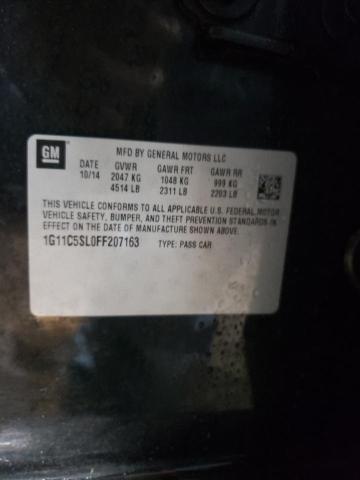 GM
MFD BY GENERAL MOTORS LLC
DATE GVWR GAWR FRT GAWR RR
10/14 2047 KG 1048 KG 999 KG
4514 LB 2311 LB 2203 LB
THIS VEHICLE CONFORMS TO ALL APPLICABLE U.S. FEDERAL MOTOR
VEHICLE SAFETY, BUMPER, AND THEFT PREVENTION STANDARDS IN
EFFECT ON THE DATE OF MANUFACTURE SHOWN ABOVE.
1G11C5SL0FF207163 TYPE: PASS CAR